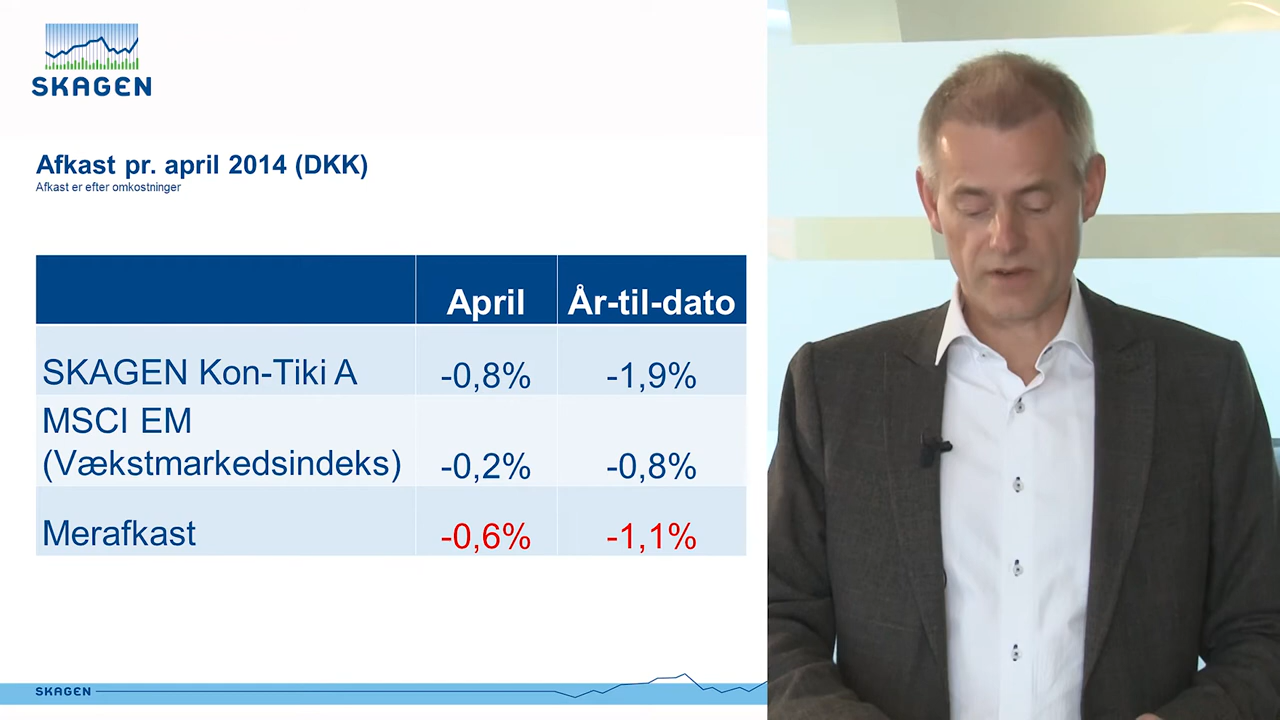 SKAGEN
Afkast pr. april 2014 (DKK)
Afkast er efter omkostninger
April År-til-dato
SKAGEN Kon-Tiki A -0,8% -1,9%
MSCI EM
(Vækstmarkedsindeks) -0,2% -0,8%
Merafkast -0,6% -1,1%
SKAGEN